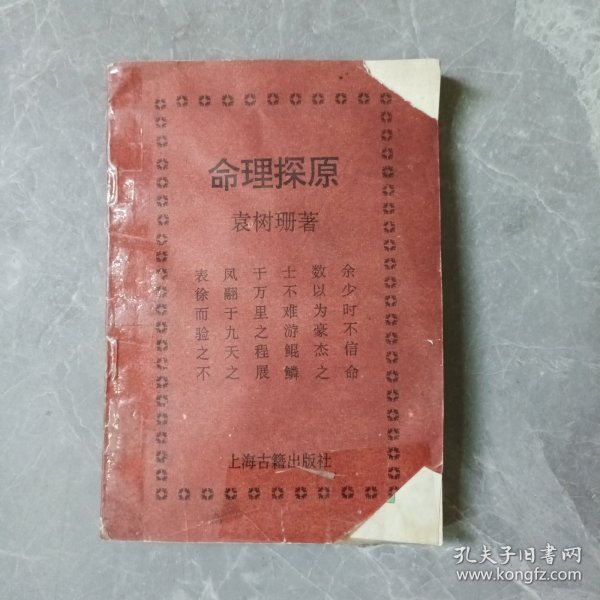 命理探原
袁树珊著
余少时不信命
数以为豪杰之
士不难游鲲鳞
于万里之程展
凤翮于九天之
表徐而验之不
上海古籍出版社
孔夫子旧书网
www.kongfz.com